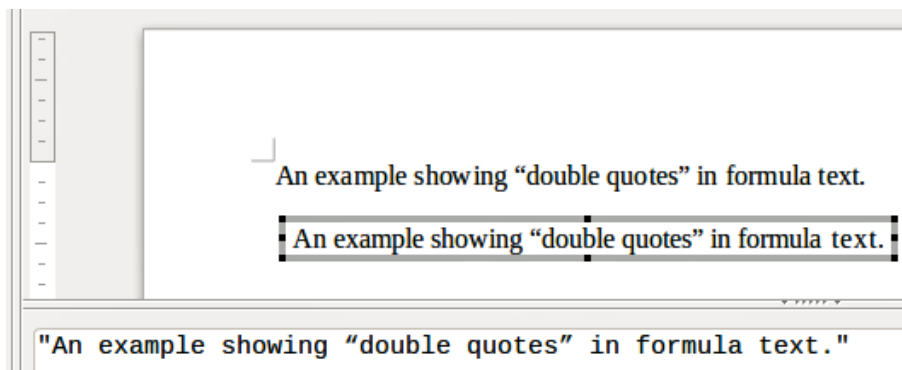 An example showing “double quotes” in formula text.
An example showing “double quotes” in formula text.
"An example showing “double quotes” in formula text."